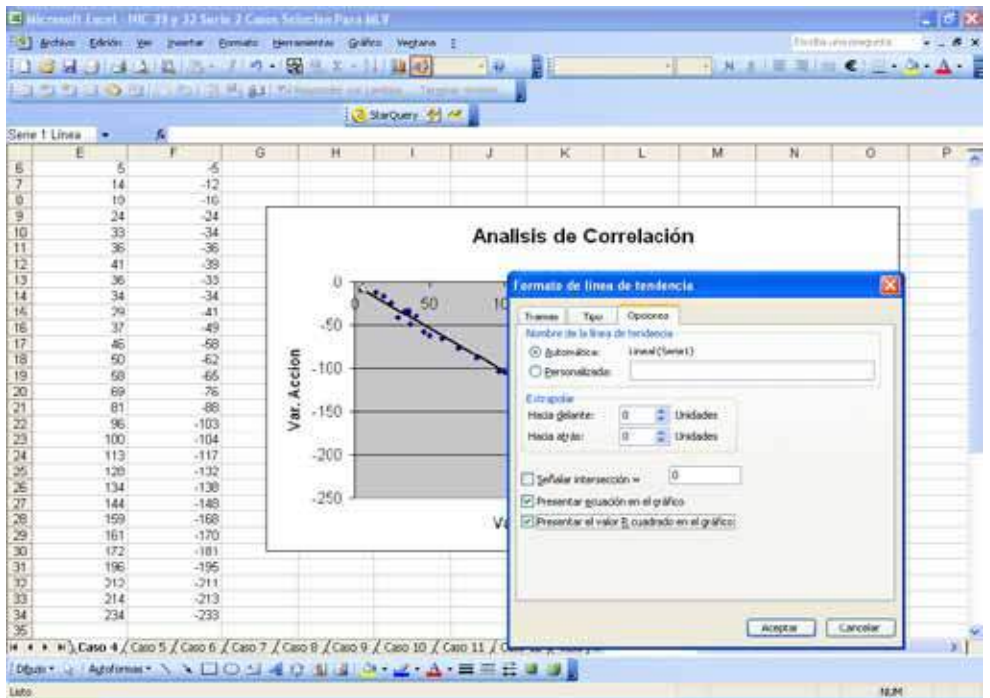 Microsoft Excel - NIC 39 y 32 Serie 2 Casos Solucion Para MLV
Archivo Edición Ver Insertar Formato Herramientas Gráfico Ventana ?
Escriba una pregunta
StarQuery
Serie 1 Línea
E F G H I J K L M N O P
6 5 -5
7 14 -12
8 19 -16
9 24 -24
10 33 -34
11 36 -36
12 41 -39
13 36 -33
14 34 -34
15 29 -41
16 37 -49
17 46 -58
18 50 -62
19 58 -65
20 69 -76
21 81 -88
22 96 -103
23 100 -104
24 113 -117
25 128 -132
26 134 -138
27 144 -148
28 159 -168
29 161 -170
30 172 -181
31 196 -195
32 212 -211
33 214 -213
34 234 -233
35
Analisis de Correlación
Var. Accion
0
-50
-100
-150
-200
-250
0 50 10
Va
Formato de línea de tendencia
Tramas Tipo Opciones
Nombre de la línea de tendencia
Automática: Lineal (Serie1)
Personalizada:
Extrapolar
Hacia delante: 0 Unidades
Hacia atrás: 0 Unidades
Señalar intersección = 0
Presentar ecuación en el gráfico
Presentar el valor R cuadrado en el gráfico
Aceptar Cancelar
Caso 4 / Caso 5 / Caso 6 / Caso 7 / Caso 8 / Caso 9 / Caso 10 / Caso 11
Dibujo Autoformas
Listo
NUM